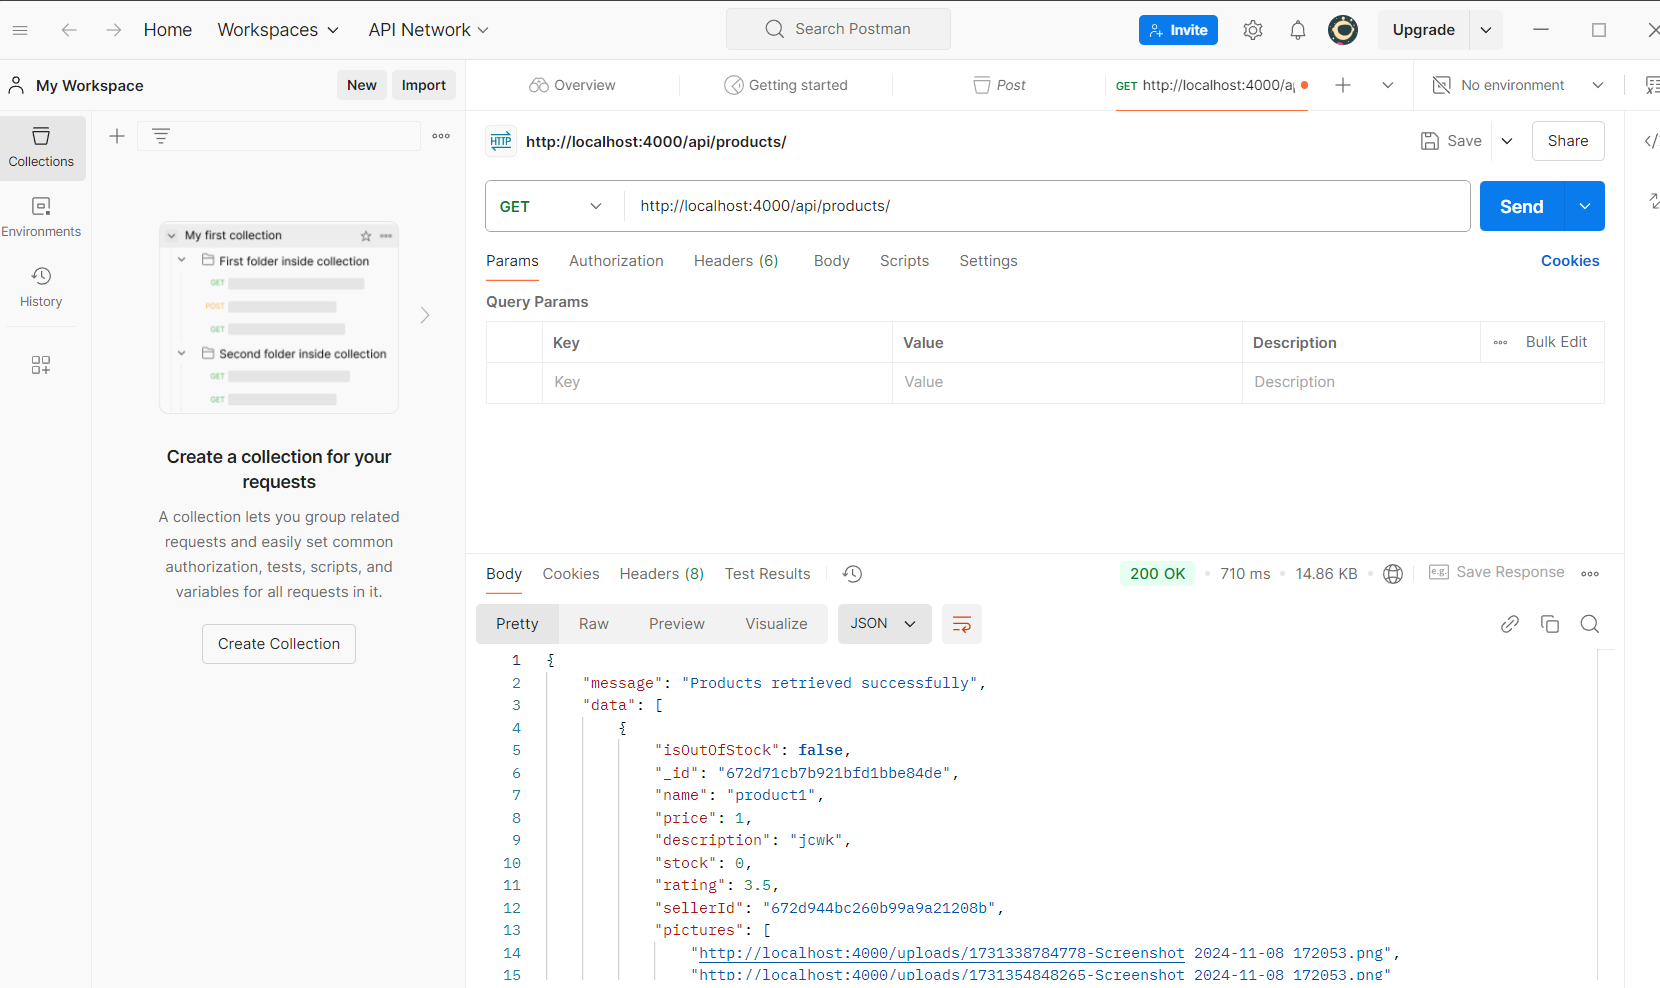 Home Workspaces API Network Search Postman Invite Upgrade
My Workspace New Import Overview Getting started Post GET http://localhost:4000/a No environment
Collections
Environments
History
My first collection
First folder inside collection
GET
POST
GET
Second folder inside collection
GET
GET
Create a collection for your
requests
A collection lets you group related
requests and easily set common
authorization, tests, scripts, and
variables for all requests in it.
Create Collection
HTTP http://localhost:4000/api/products/ Save Share
GET http://localhost:4000/api/products/ Send
Params Authorization Headers (6) Body Scripts Settings Cookies
Query Params
Key Value Description Bulk Edit
Key Value Description
Body Cookies Headers (8) Test Results 200 OK 710 ms 14.86 KB e.g. Save Response
Pretty Raw Preview Visualize JSON
1 {
2 "message": "Products retrieved successfully",
3 "data": [
4 {
5 "isOutOfStock": false,
6 "_id": "672d71cb7b921bfd1bbe84de",
7 "name": "product1",
8 "price": 1,
9 "description": "jcwk",
10 "stock": 0,
11 "rating": 3.5,
12 "sellerId": "672d944bc260b99a9a21208b",
13 "pictures": [
14 "http://localhost:4000/uploads/1731338784778-Screenshot 2024-11-08 172053.png",
15 "http://localhost:4000/uploads/1731354848265-Screenshot 2024-11-08 172053.png"